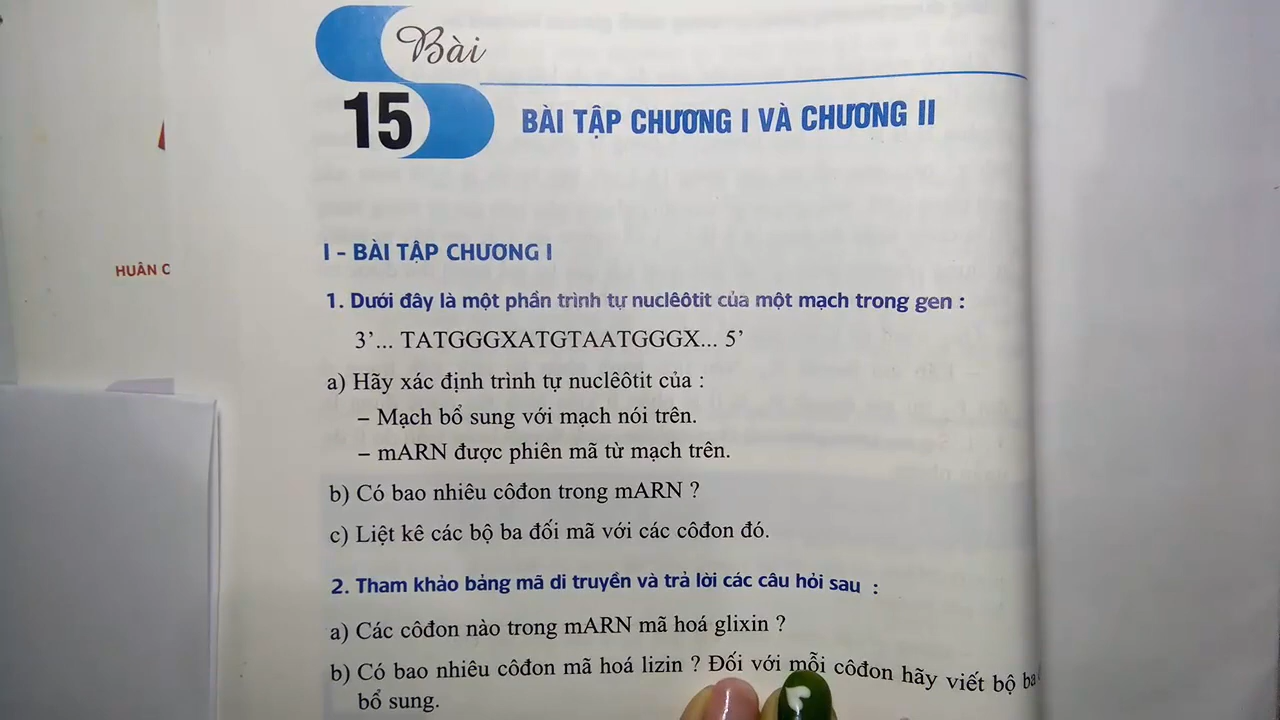 Bài
15
BÀI TẬP CHƯƠNG I VÀ CHƯƠNG II
HUÂN C
I - BÀI TẬP CHƯƠNG I
1. Dưới đây là một phần trình tự nuclêôtit của một mạch trong gen :
3’... TATGGGXATGTAATGGGX... 5’
a) Hãy xác định trình tự nuclêôtit của :
– Mạch bổ sung với mạch nói trên.
– mARN được phiên mã từ mạch trên.
b) Có bao nhiêu côđon trong mARN ?
c) Liệt kê các bộ ba đối mã với các côđon đó.
2. Tham khảo bảng mã di truyền và trả lời các câu hỏi sau :
a) Các côđon nào trong mARN mã hoá glixin ?
b) Có bao nhiêu côđon mã hoá lizin ? Đối với mỗi côđon hãy viết bộ ba
bổ sung.